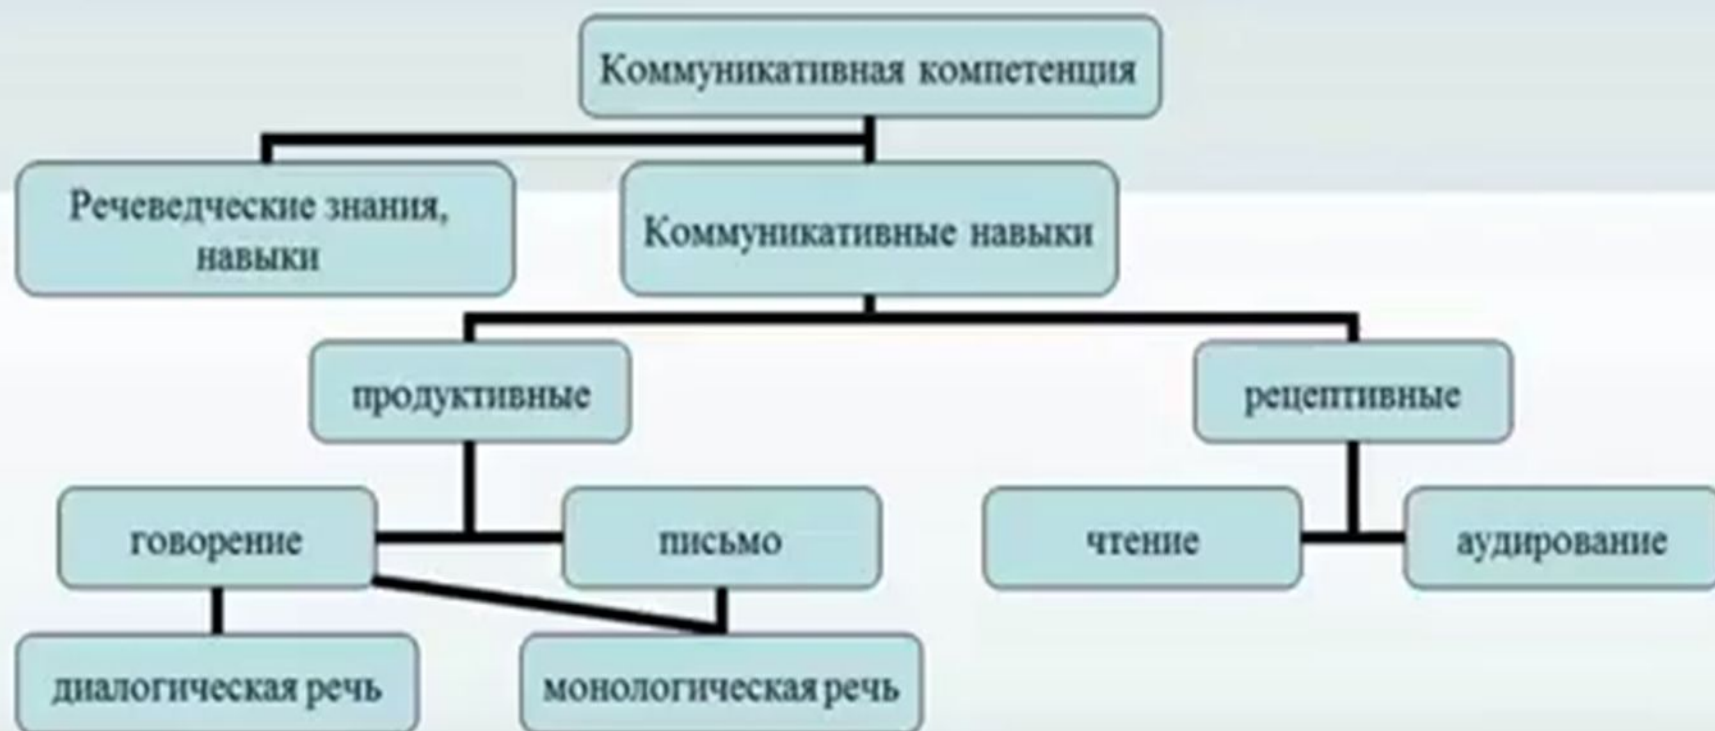 Коммуникативная компетенция
Речеведческие знания,
навыки
Коммуникативные навыки
продуктивные
рецептивные
говорение
письмо
чтение
аудирование
диалогическая речь
монологическая речь